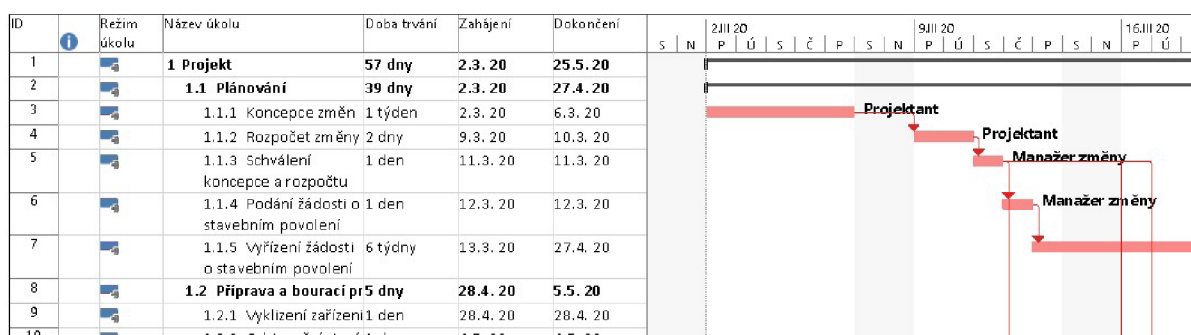 ID Režim úkolu Název úkolu Doba trvání Zahájení Dokončení
2.III 20 9.III 20 16.III 20
S N P Ú S Č P S N P Ú S Č P S N P Ú
1 1 Projekt 57 dny 2.3. 20 25.5. 20
2 1.1 Plánování 39 dny 2.3. 20 27.4. 20
3 1.1.1 Koncepce změn 1 týden 2.3. 20 6.3. 20 Projektant
4 1.1.2 Rozpočet změny 2 dny 9.3. 20 10.3. 20 Projektant
5 1.1.3 Schválení 1 den 11.3. 20 11.3. 20 Manažer změny
koncepce a rozpočtu
6 1.1.4 Podání žádosti o 1 den 12.3. 20 12.3. 20 Manažer změny
stavebním povolení
7 1.1.5 Vyřízení žádosti 6 týdny 13.3. 20 27.4. 20
o stavebním povolení
8 1.2 Příprava a bourací pr 5 dny 28.4. 20 5.5. 20
9 1.2.1 Vyklizení zařízeni 1 den 28.4. 20 28.4. 20